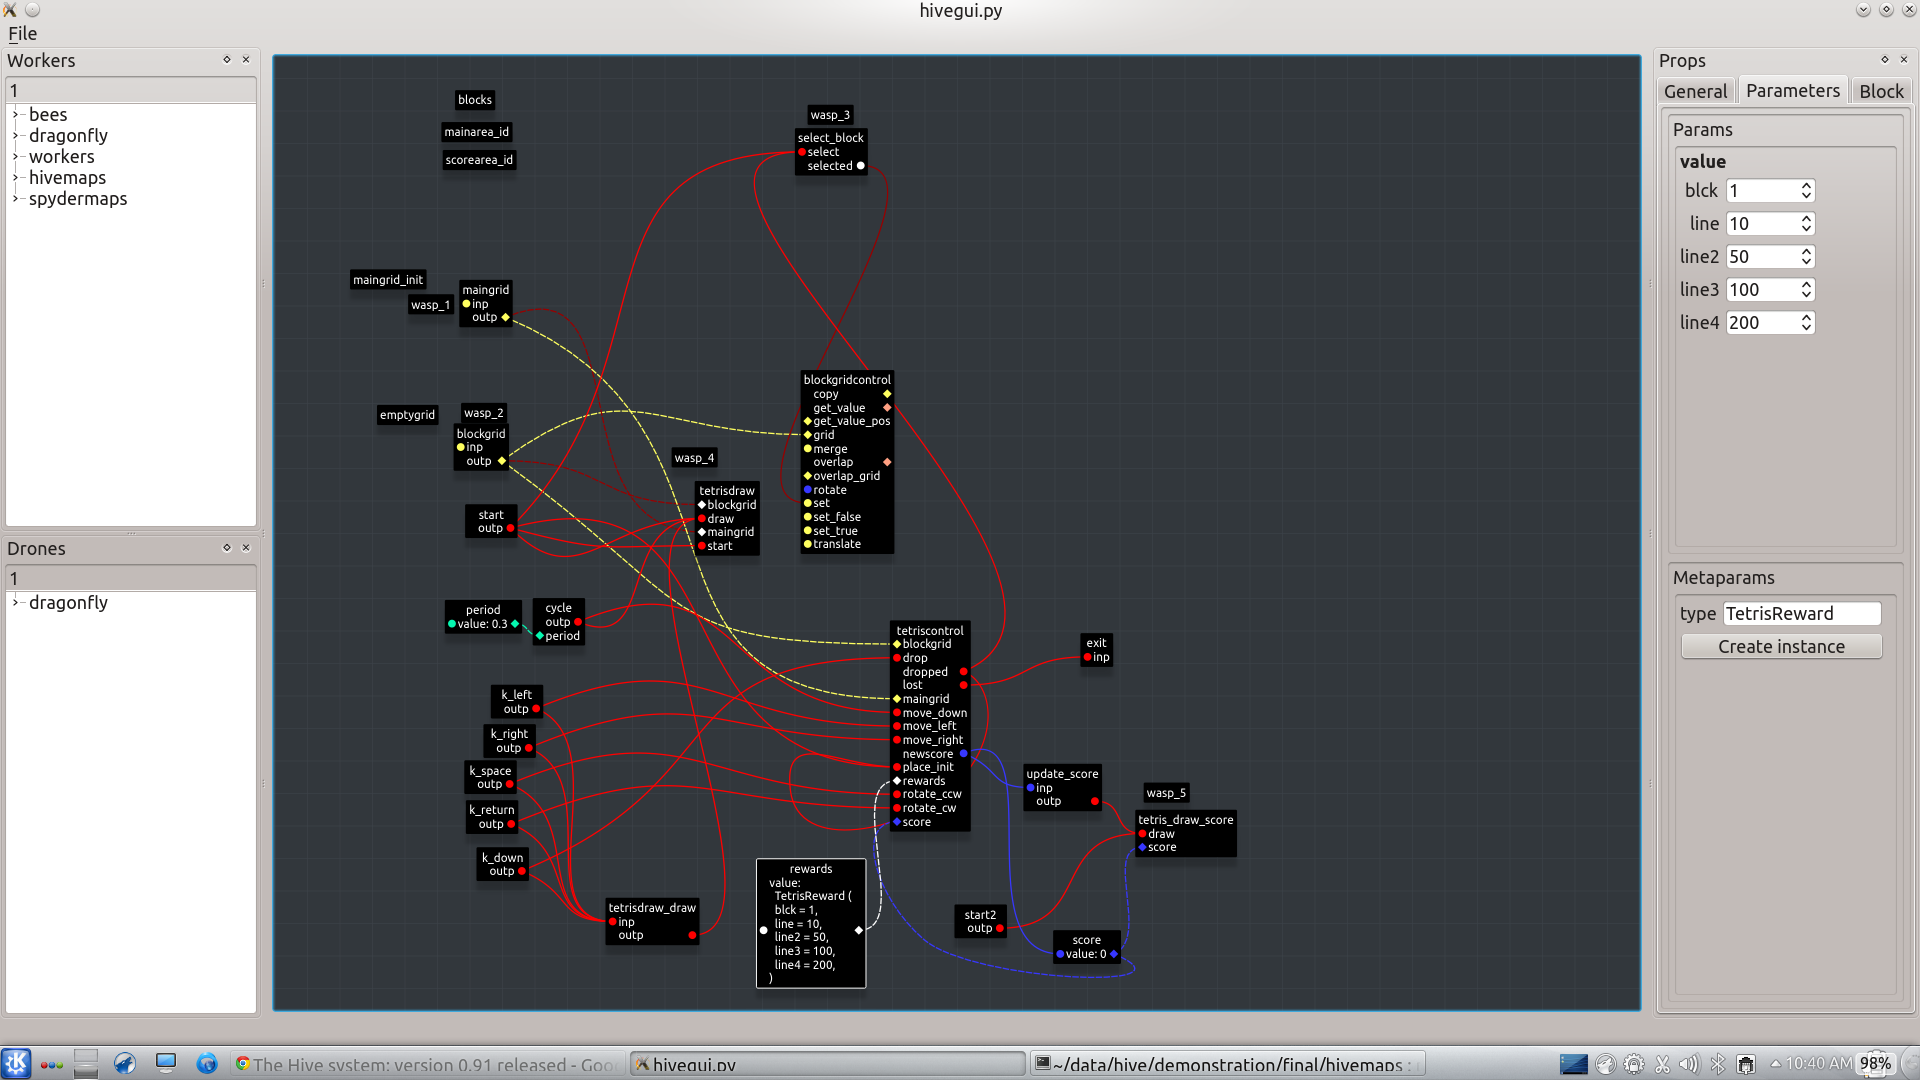 hivegui.py
File
Workers
1
bees
dragonfly
workers
hivemaps
spydermaps
Drones
1
dragonfly
blocks
mainarea_id
scorearea_id
wasp_3
select_block
select
selected
maingrid_init
wasp_1
maingrid
inp
outp
emptygrid
wasp_2
blockgrid
inp
outp
start
outp
wasp_4
tetrisdraw
blockgrid
draw
maingrid
start
blockgridcontrol
copy
get_value
get_value_pos
grid
merge
overlap
overlap_grid
rotate
set
set_false
set_true
translate
period
value: 0.3
cycle
outp
period
k_left
outp
k_right
outp
k_space
outp
k_return
outp
k_down
outp
tetrisdraw_draw
inp
outp
tetriscontrol
blockgrid
drop
dropped
lost
maingrid
move_down
move_left
move_right
newscore
place_init
rewards
rotate_ccw
rotate_cw
score
exit
inp
update_score
inp
outp
wasp_5
tetris_draw_score
draw
score
rewards
value:
TetrisReward (
blck = 1,
line = 10,
line2 = 50,
line3 = 100,
line4 = 200,
)
start2
outp
score
value: 0
Props
General Parameters Block
Params
value
blck 1
line 10
line2 50
line3 100
line4 200
Metaparams
type TetrisReward
Create instance
The Hive system: version 0.91 released - Goo
hivegui.py
~/data/hive/demonstration/final/hivemaps :
10:40 AM
98%